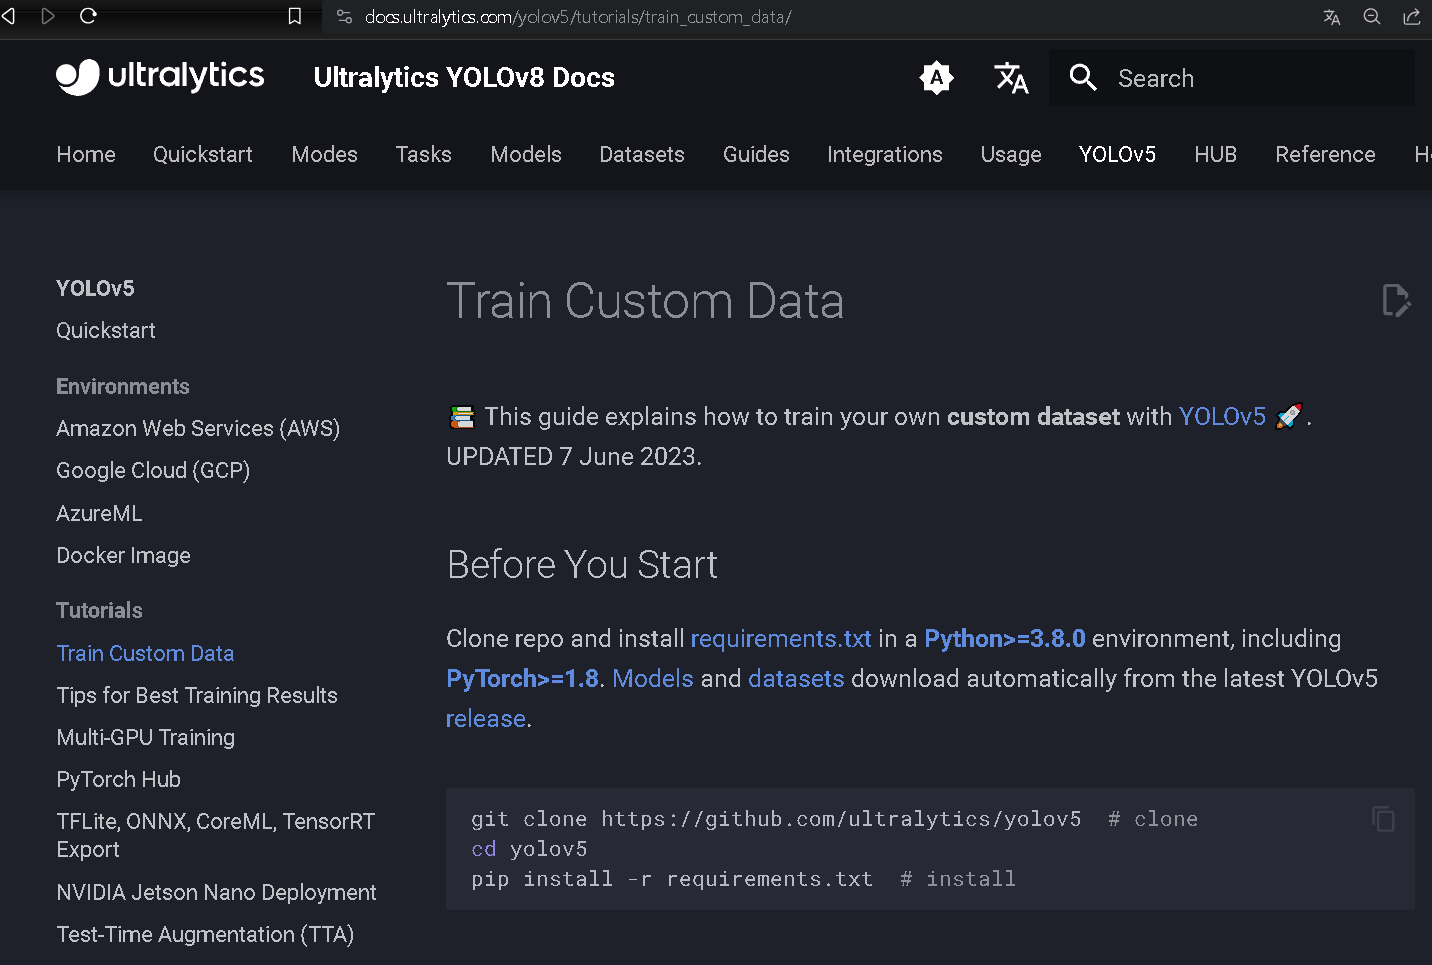 docs.ultralytics.com/yolov5/tutorials/train_custom_data/
ultralytics
Ultralytics YOLOv8 Docs
A
Search
Home
Quickstart
Modes
Tasks
Models
Datasets
Guides
Integrations
Usage
YOLOv5
HUB
Reference
YOLOv5
Quickstart
Environments
Amazon Web Services (AWS)
Google Cloud (GCP)
AzureML
Docker Image
Tutorials
Train Custom Data
Tips for Best Training Results
Multi-GPU Training
PyTorch Hub
TFLite, ONNX, CoreML, TensorRT
Export
NVIDIA Jetson Nano Deployment
Test-Time Augmentation (TTA)
Train Custom Data
📚 This guide explains how to train your own custom dataset with YOLOv5 🚀.
UPDATED 7 June 2023.
Before You Start
Clone repo and install requirements.txt in a Python>=3.8.0 environment, including
PyTorch>=1.8. Models and datasets download automatically from the latest YOLOv5
release.
git clone https://github.com/ultralytics/yolov5  # clone
cd yolov5
pip install -r requirements.txt  # install